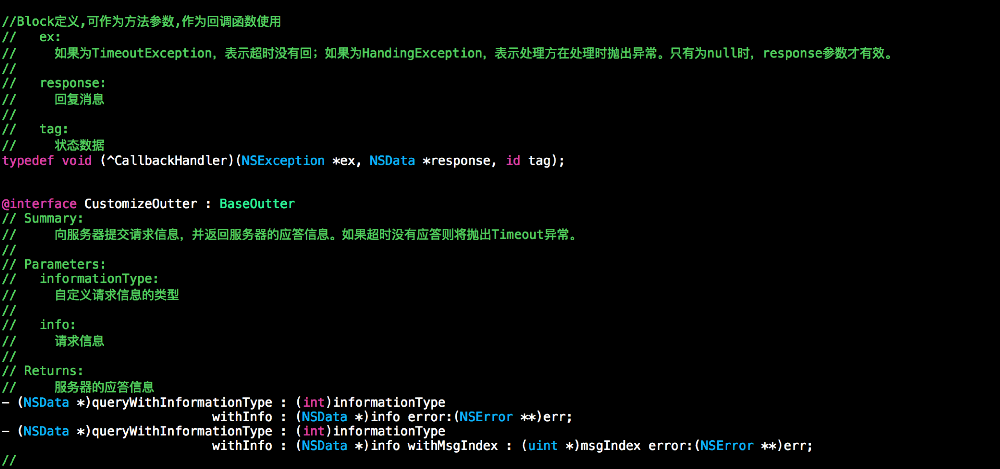 //Block定义,可作为方法参数,作为回调函数使用
//   ex:
//     如果为TimeoutException，表示超时没有回；如果为HandingException，表示处理方在处理时抛出异常。只有为null时，response参数才有效。
//
//   response:
//     回复消息
//
//   tag:
//     状态数据
typedef void (^CallbackHandler)(NSException *ex, NSData *response, id tag);
@interface CustomizeOutter : BaseOutter
// Summary:
//     向服务器提交请求信息，并返回服务器的应答信息。如果超时没有应答则将抛出Timeout异常。
//
// Parameters:
//   informationType:
//     自定义请求信息的类型
//
//   info:
//     请求信息
//
// Returns:
//     服务器的应答信息
- (NSData *)queryWithInformationType : (int)informationType
                            withInfo : (NSData *)info error:(NSError **)err;
- (NSData *)queryWithInformationType : (int)informationType
                            withInfo : (NSData *)info withMsgIndex : (uint *)msgIndex error:(NSError **)err;
//